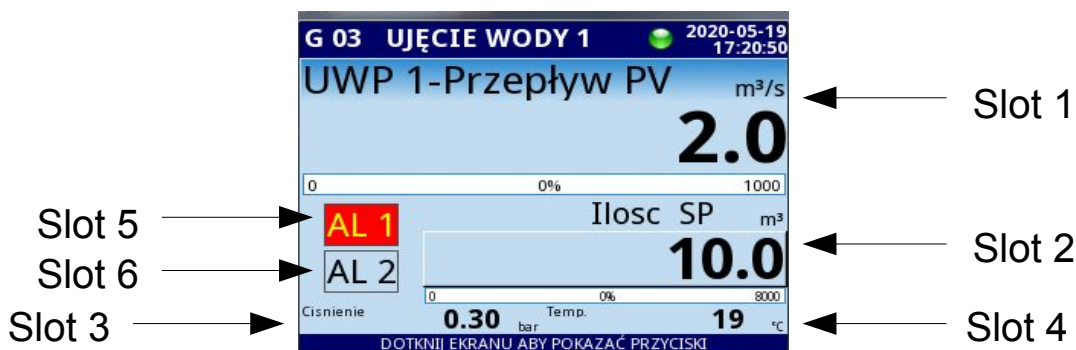 G 03 UJĘCIE WODY 1 2020-05-19
17:20:50
UWP 1-Przepływ PV m³/s
Slot 1
2.0
0 0% 1000
Slot 5
AL 1
Ilosc SP m³
10.0
Slot 2
Slot 6
AL 2
0 0% 8000
Slot 3
Cisnienie 0.30 bar Temp. 19 °C
Slot 4
DOTKNIJ EKRANU ABY POKAZAĆ PRZYCISKI